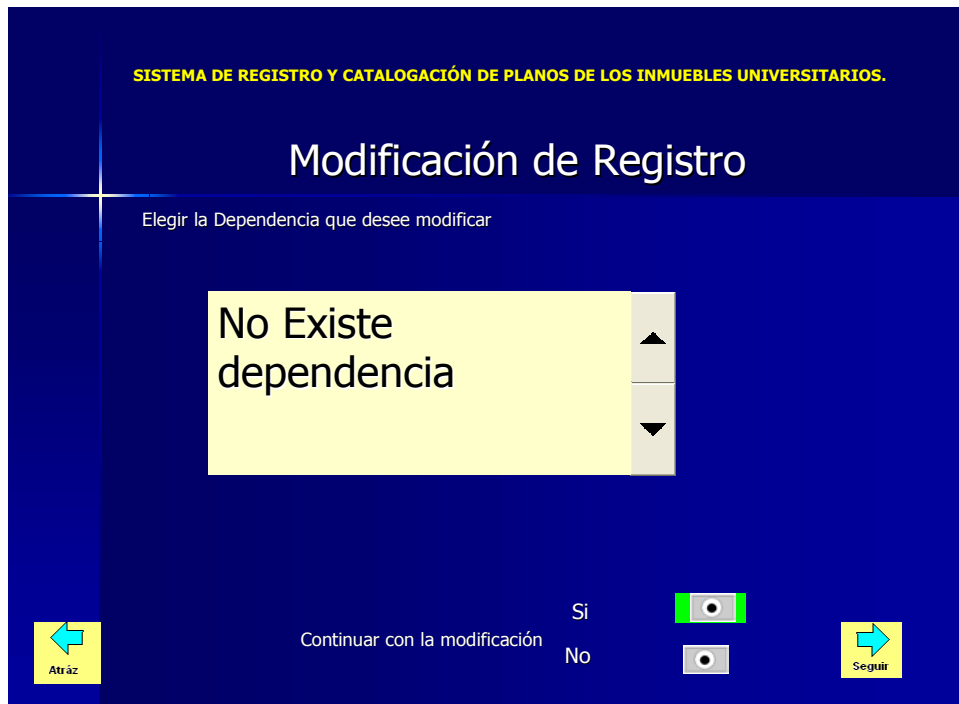 SISTEMA DE REGISTRO Y CATALOGACIÓN DE PLANOS DE LOS INMUEBLES UNIVERSITARIOS.
Modificación de Registro
Elegir la Dependencia que desee modificar
No Existe
dependencia
Si
Continuar con la modificación
No
Atráz
Seguir